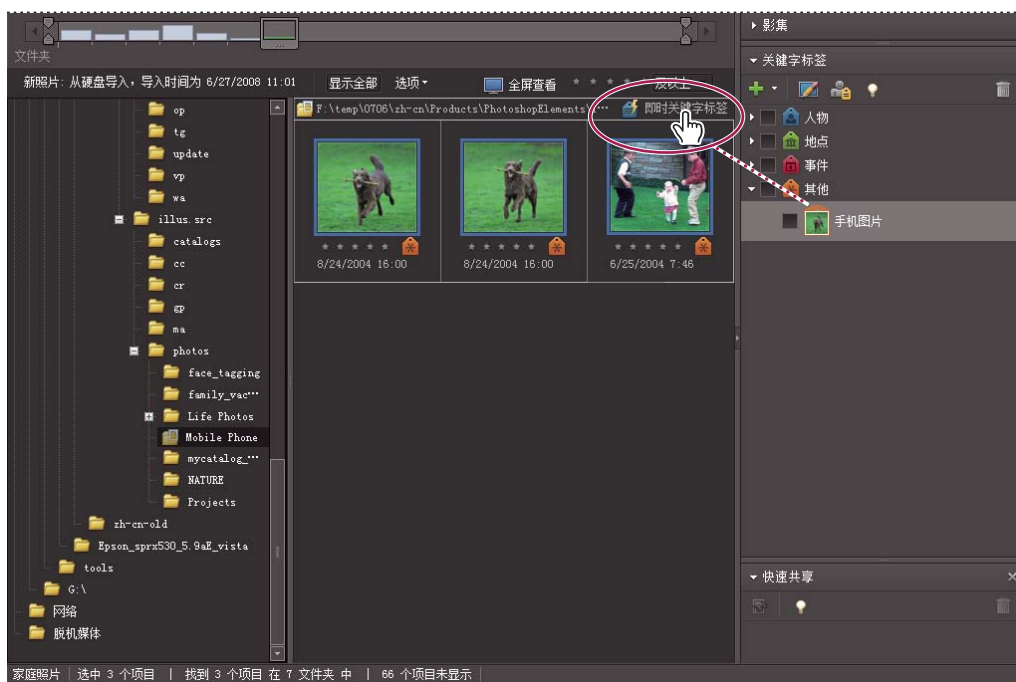 影集
文件夹
关键字标签
新照片: 从硬盘导入，导入时间为 6/27/2008 11:01 ... 显示全部 选项 全屏查看
F:\temp\0706\zh-cn\Products\PhotoshopElements\... 即时关键字标签
op
tg
update
vp
wa
illus.src
catalogs
cc
cr
gp
ma
photos
face_tagging
family_vac...
Life Photos
Mobile Phone
mycatalog_...
NATURE
Projects
zh-cn-old
Epson_sprx530_5.9aE_vista
tools
G:\
网络
脱机媒体
8/24/2004 16:00
8/24/2004 16:00
6/25/2004 7:46
人物
地点
事件
其他
手机图片
快速共享
家庭照片 | 选中 3 个项目 | 找到 3 个项目 在 7 文件夹 中 | 66 个项目未显示